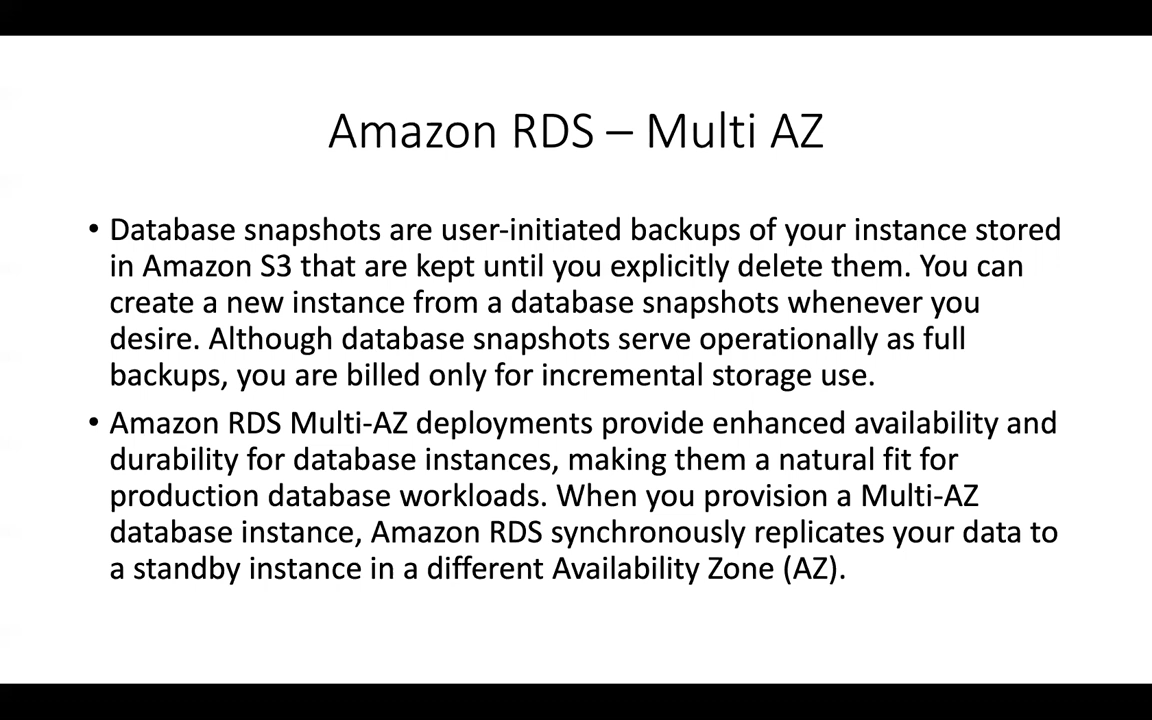 Amazon RDS – Multi AZ
• Database snapshots are user-initiated backups of your instance stored
in Amazon S3 that are kept until you explicitly delete them. You can
create a new instance from a database snapshots whenever you
desire. Although database snapshots serve operationally as full
backups, you are billed only for incremental storage use.
• Amazon RDS Multi-AZ deployments provide enhanced availability and
durability for database instances, making them a natural fit for
production database workloads. When you provision a Multi-AZ
database instance, Amazon RDS synchronously replicates your data to
a standby instance in a different Availability Zone (AZ).